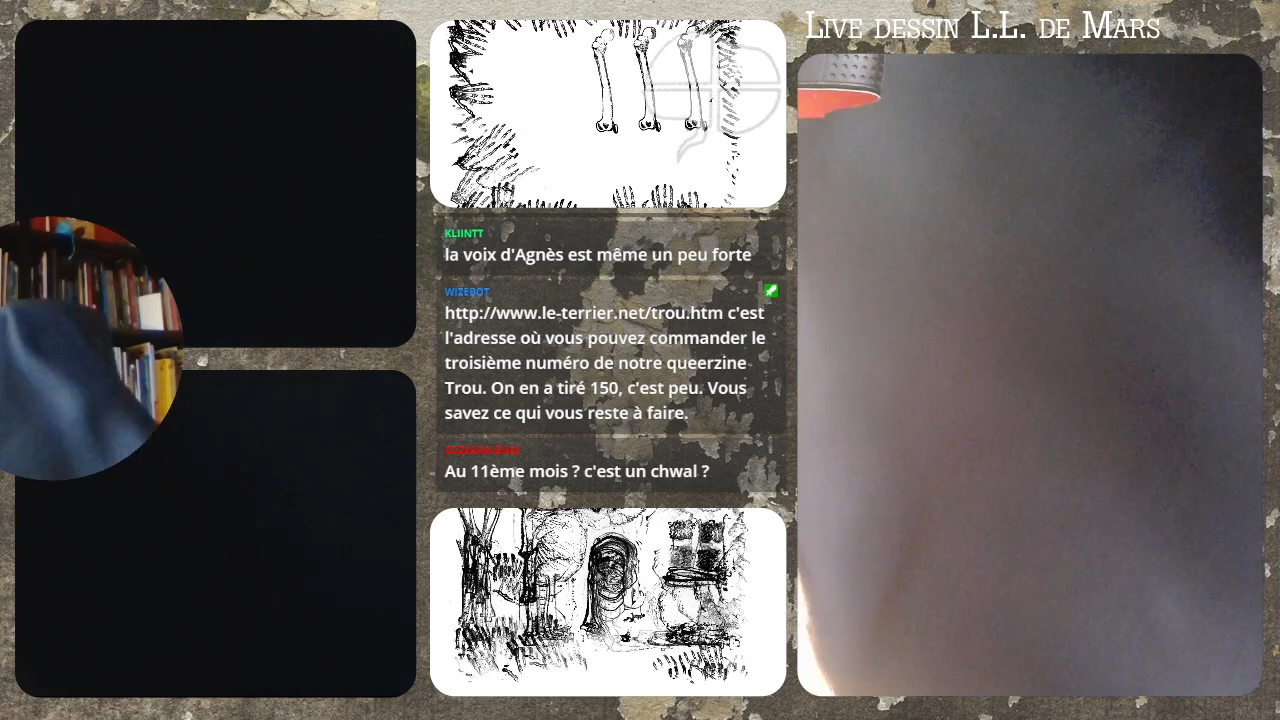 Live dessin L.L. de Mars
KLIINTT
la voix d'Agnès est même un peu forte
WIZEBOT
http://www.le-terrier.net/trou.htm c'est
l'adresse où vous pouvez commander le
troisième numéro de notre queerzine
Trou. On en a tiré 150, c'est peu. Vous
savez ce qui vous reste à faire.
Au 11ème mois ? c'est un chwal ?